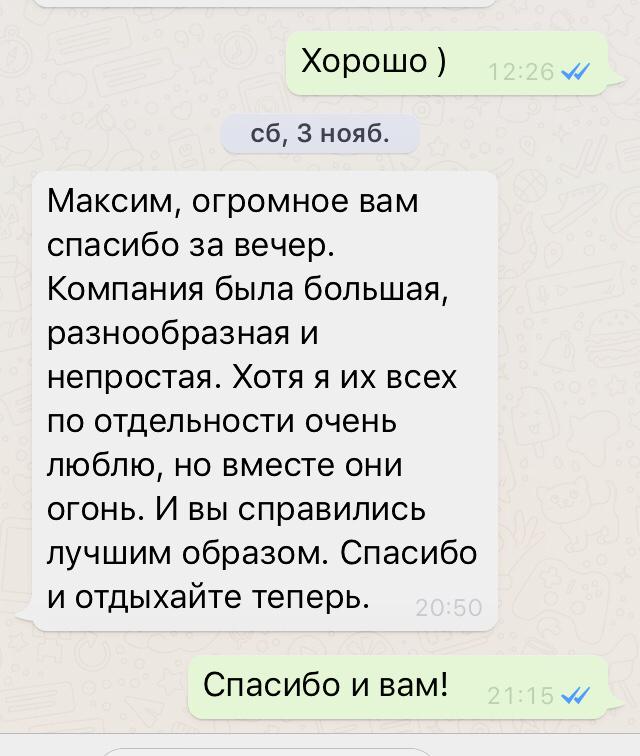 Хорошо )
12:26
сб, 3 нояб.
Максим, огромное вам
спасибо за вечер.
Компания была большая,
разнообразная и
непростая. Хотя я их всех
по отдельности очень
люблю, но вместе они
огонь. И вы справились
лучшим образом. Спасибо
и отдыхайте теперь.
20:50
Спасибо и вам!
21:15